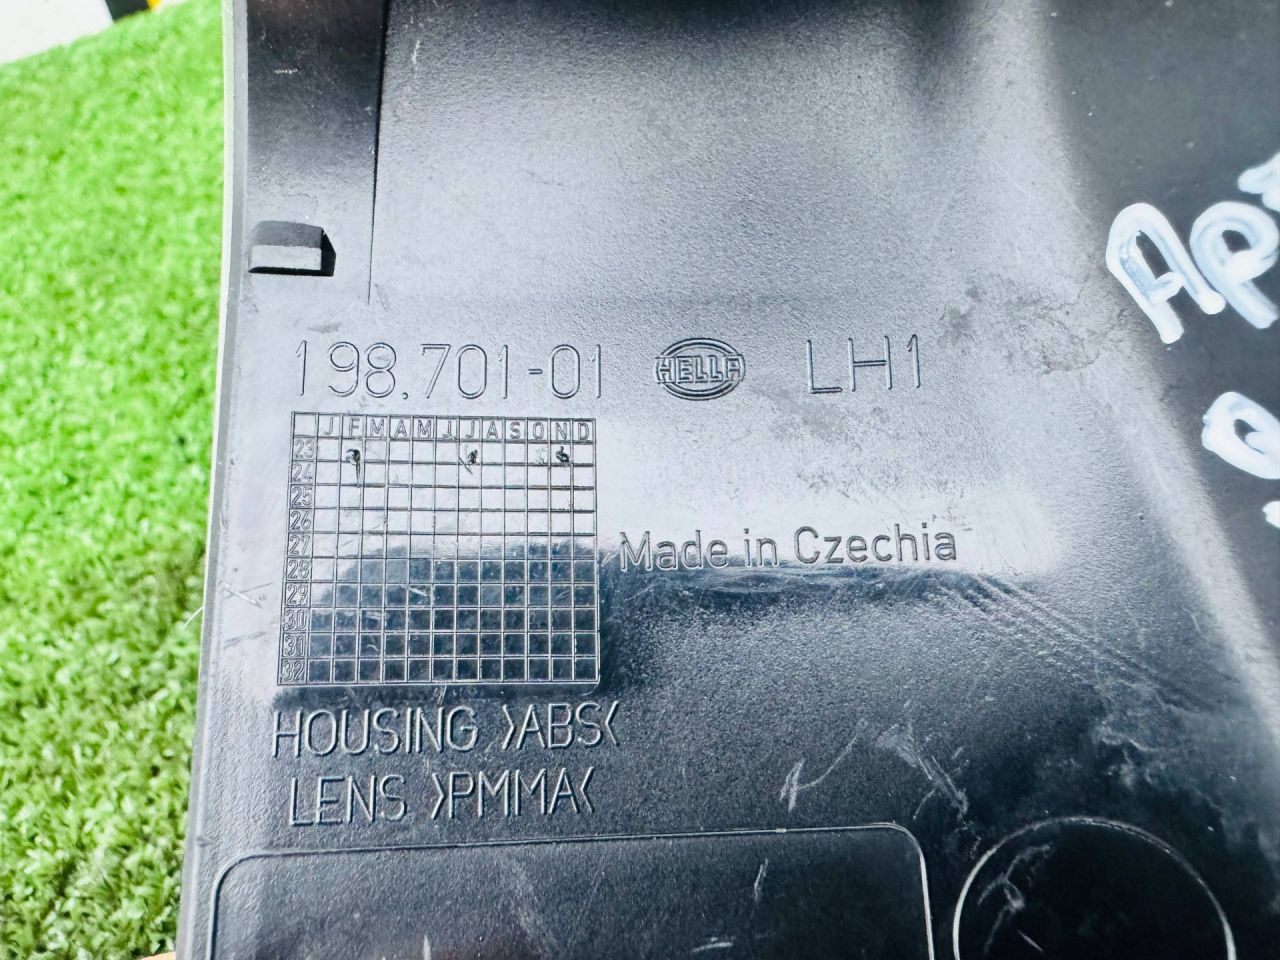 198.701-01 HELLA LH1
J F M A M J J A S O N D
23
24
25
26
27
28
29
30
31
32
Made in Czechia
HOUSING >ABS<
LENS >PMMA<